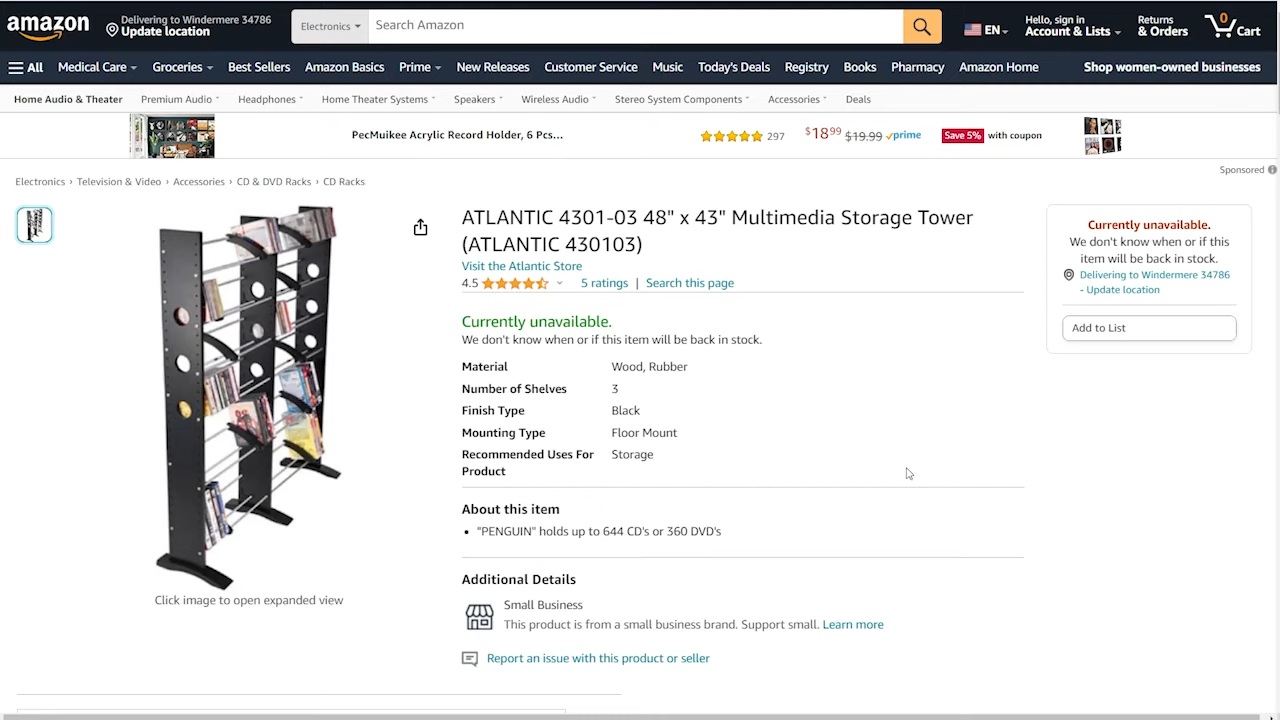 amazon
Delivering to Windermere 34786
Update location
Electronics
Search Amazon
EN
Hello, sign in
Account & Lists
Returns
& Orders
0
Cart
All
Medical Care
Groceries
Best Sellers
Amazon Basics
Prime
New Releases
Customer Service
Music
Today's Deals
Registry
Books
Pharmacy
Amazon Home
Shop women-owned businesses
Home Audio & Theater
Premium Audio
Headphones
Home Theater Systems
Speakers
Wireless Audio
Stereo System Components
Accessories
Deals
PecMuikee Acrylic Record Holder, 6 Pcs...
297
$18.99 $19.99 prime
Save 5% with coupon
Sponsored
Electronics › Television & Video › Accessories › CD & DVD Racks › CD Racks
ATLANTIC 4301-03 48" x 43" Multimedia Storage Tower
(ATLANTIC 430103)
Visit the Atlantic Store
4.5
5 ratings | Search this page
Currently unavailable.
We don't know when or if this item will be back in stock.
Material Wood, Rubber
Number of Shelves 3
Finish Type Black
Mounting Type Floor Mount
Recommended Uses For Storage
Product
About this item
• "PENGUIN" holds up to 644 CD's or 360 DVD's
Additional Details
Small Business
This product is from a small business brand. Support small. Learn more
Report an issue with this product or seller
Click image to open expanded view
Currently unavailable.
We don't know when or if this
item will be back in stock.
Delivering to Windermere 34786
- Update location
Add to List